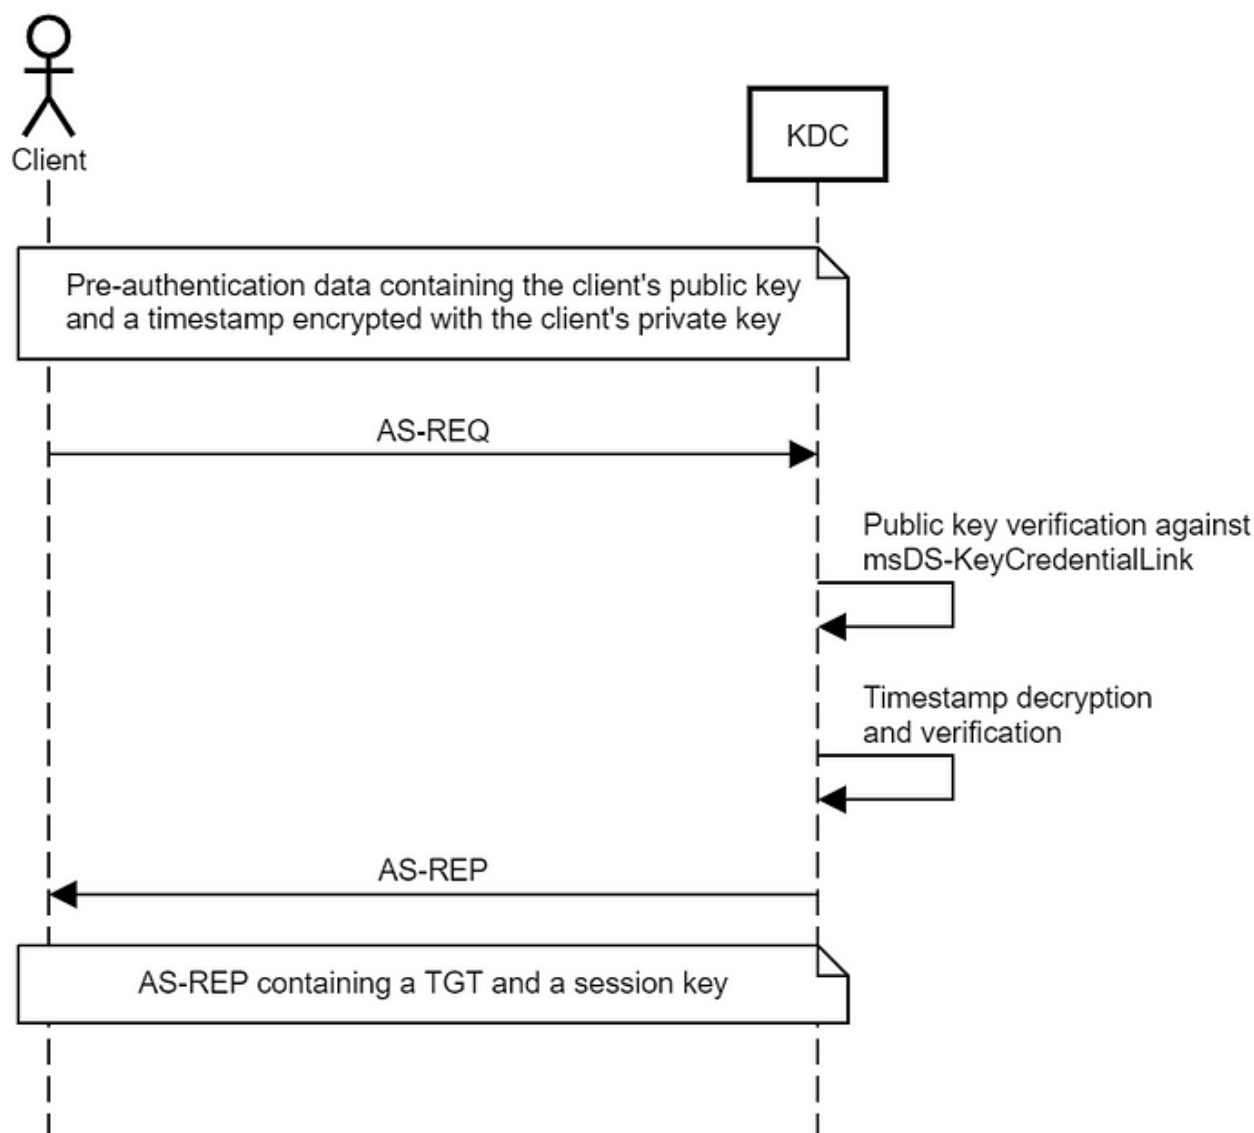 Client
KDC
Pre-authentication data containing the client's public key
and a timestamp encrypted with the client's private key
AS-REQ
Public key verification against
msDS-KeyCredentialLink
Timestamp decryption
and verification
AS-REP
AS-REP containing a TGT and a session key